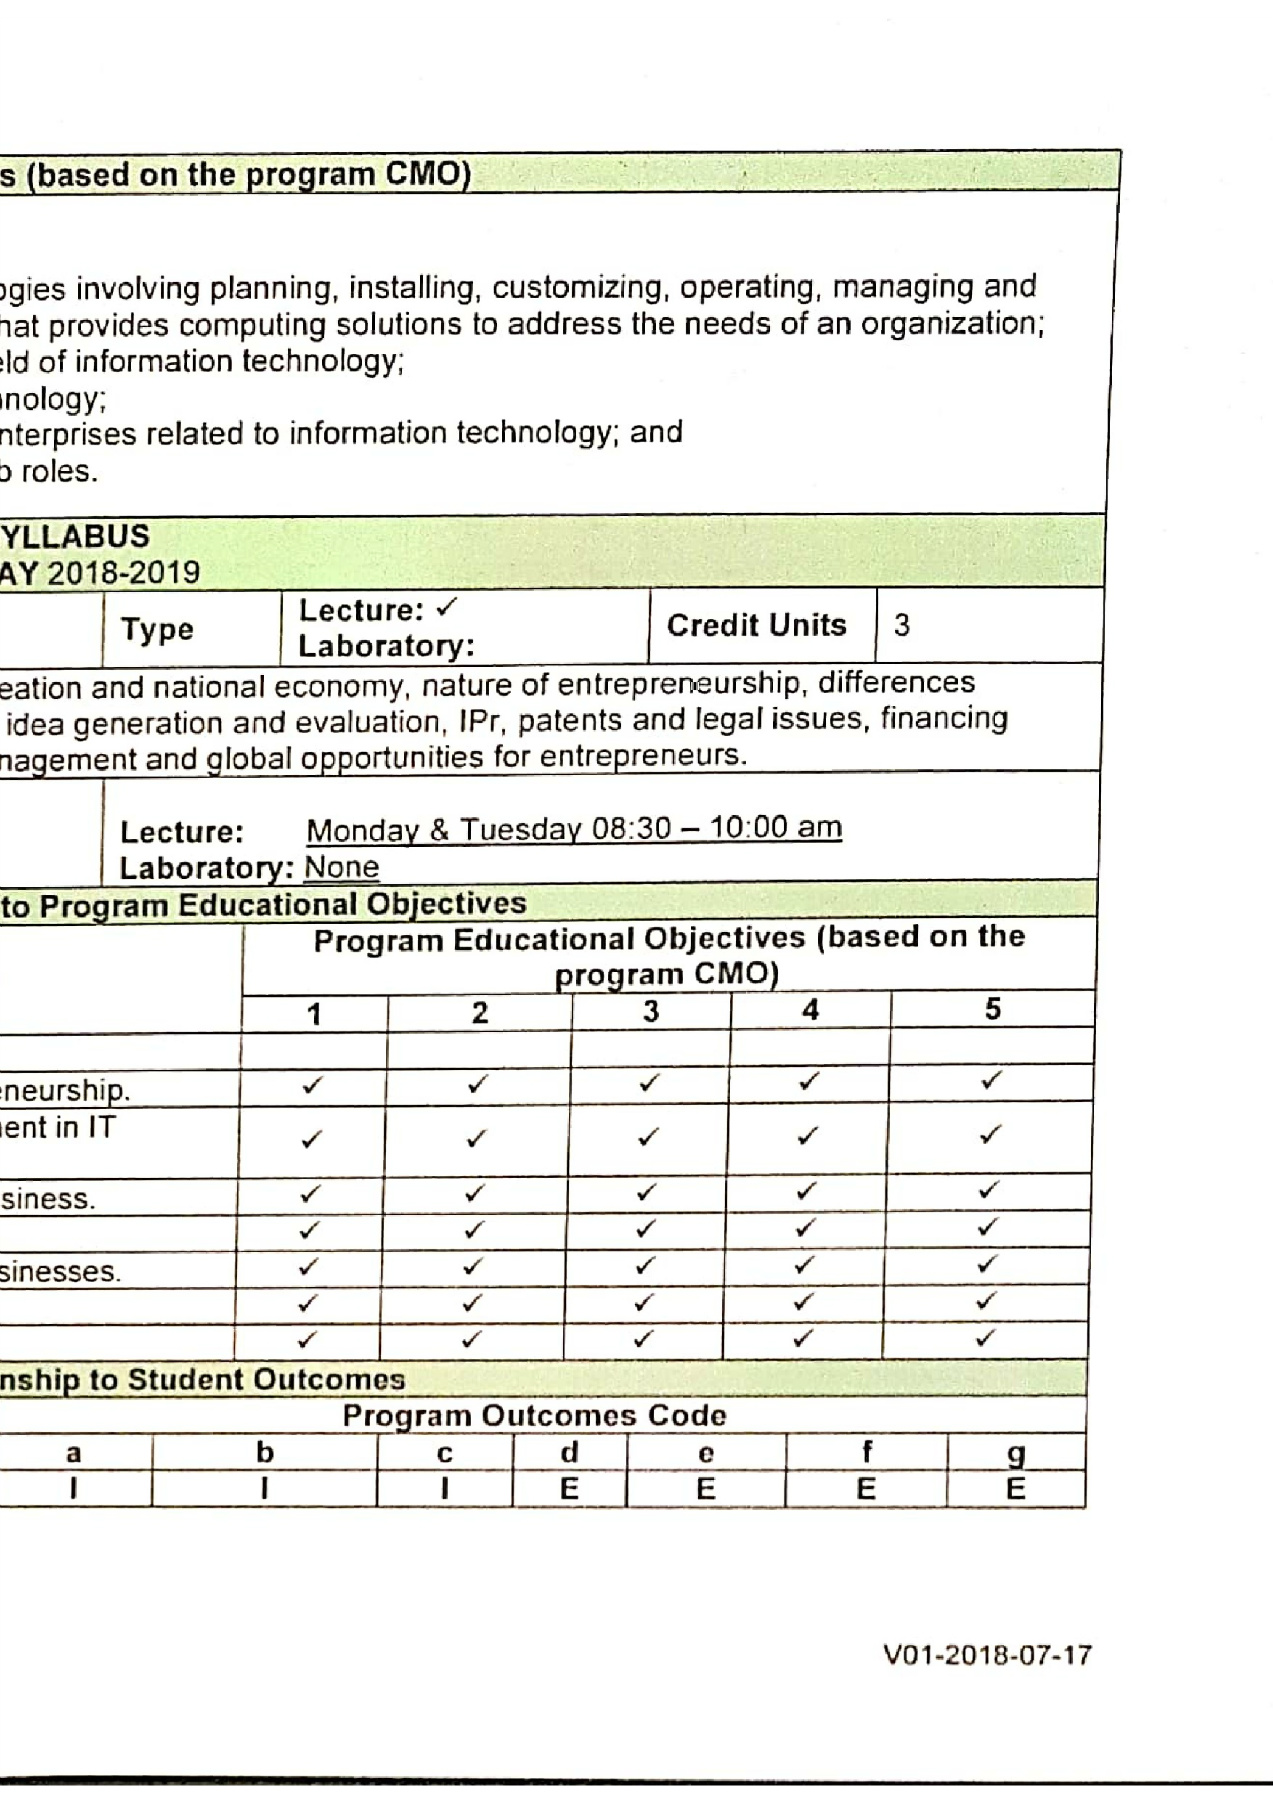 s (based on the program CMO)
ogies involving planning, installing, customizing, operating, managing and
hat provides computing solutions to address the needs of an organization;
eld of information technology;
nology;
nterprises related to information technology; and
b roles.
YLLABUS
AY 2018-2019
Type
Lecture: ✓
Laboratory:
Credit Units
3
eation and national economy, nature of entrepreneurship, differences
idea generation and evaluation, IPr, patents and legal issues, financing
nagement and global opportunities for entrepreneurs.
Lecture: Monday & Tuesday 08:30 – 10:00 am
Laboratory: None
to Program Educational Objectives
Program Educational Objectives (based on the
program CMO)
1 2 3 4 5
eneurship. ✓ ✓ ✓ ✓ ✓
ent in IT ✓ ✓ ✓ ✓ ✓
siness. ✓ ✓ ✓ ✓ ✓
✓ ✓ ✓ ✓ ✓
sinesses. ✓ ✓ ✓ ✓ ✓
✓ ✓ ✓ ✓ ✓
✓ ✓ ✓ ✓ ✓
nship to Student Outcomes
Program Outcomes Code
a b c d e f g
I I I E E E E
V01-2018-07-17